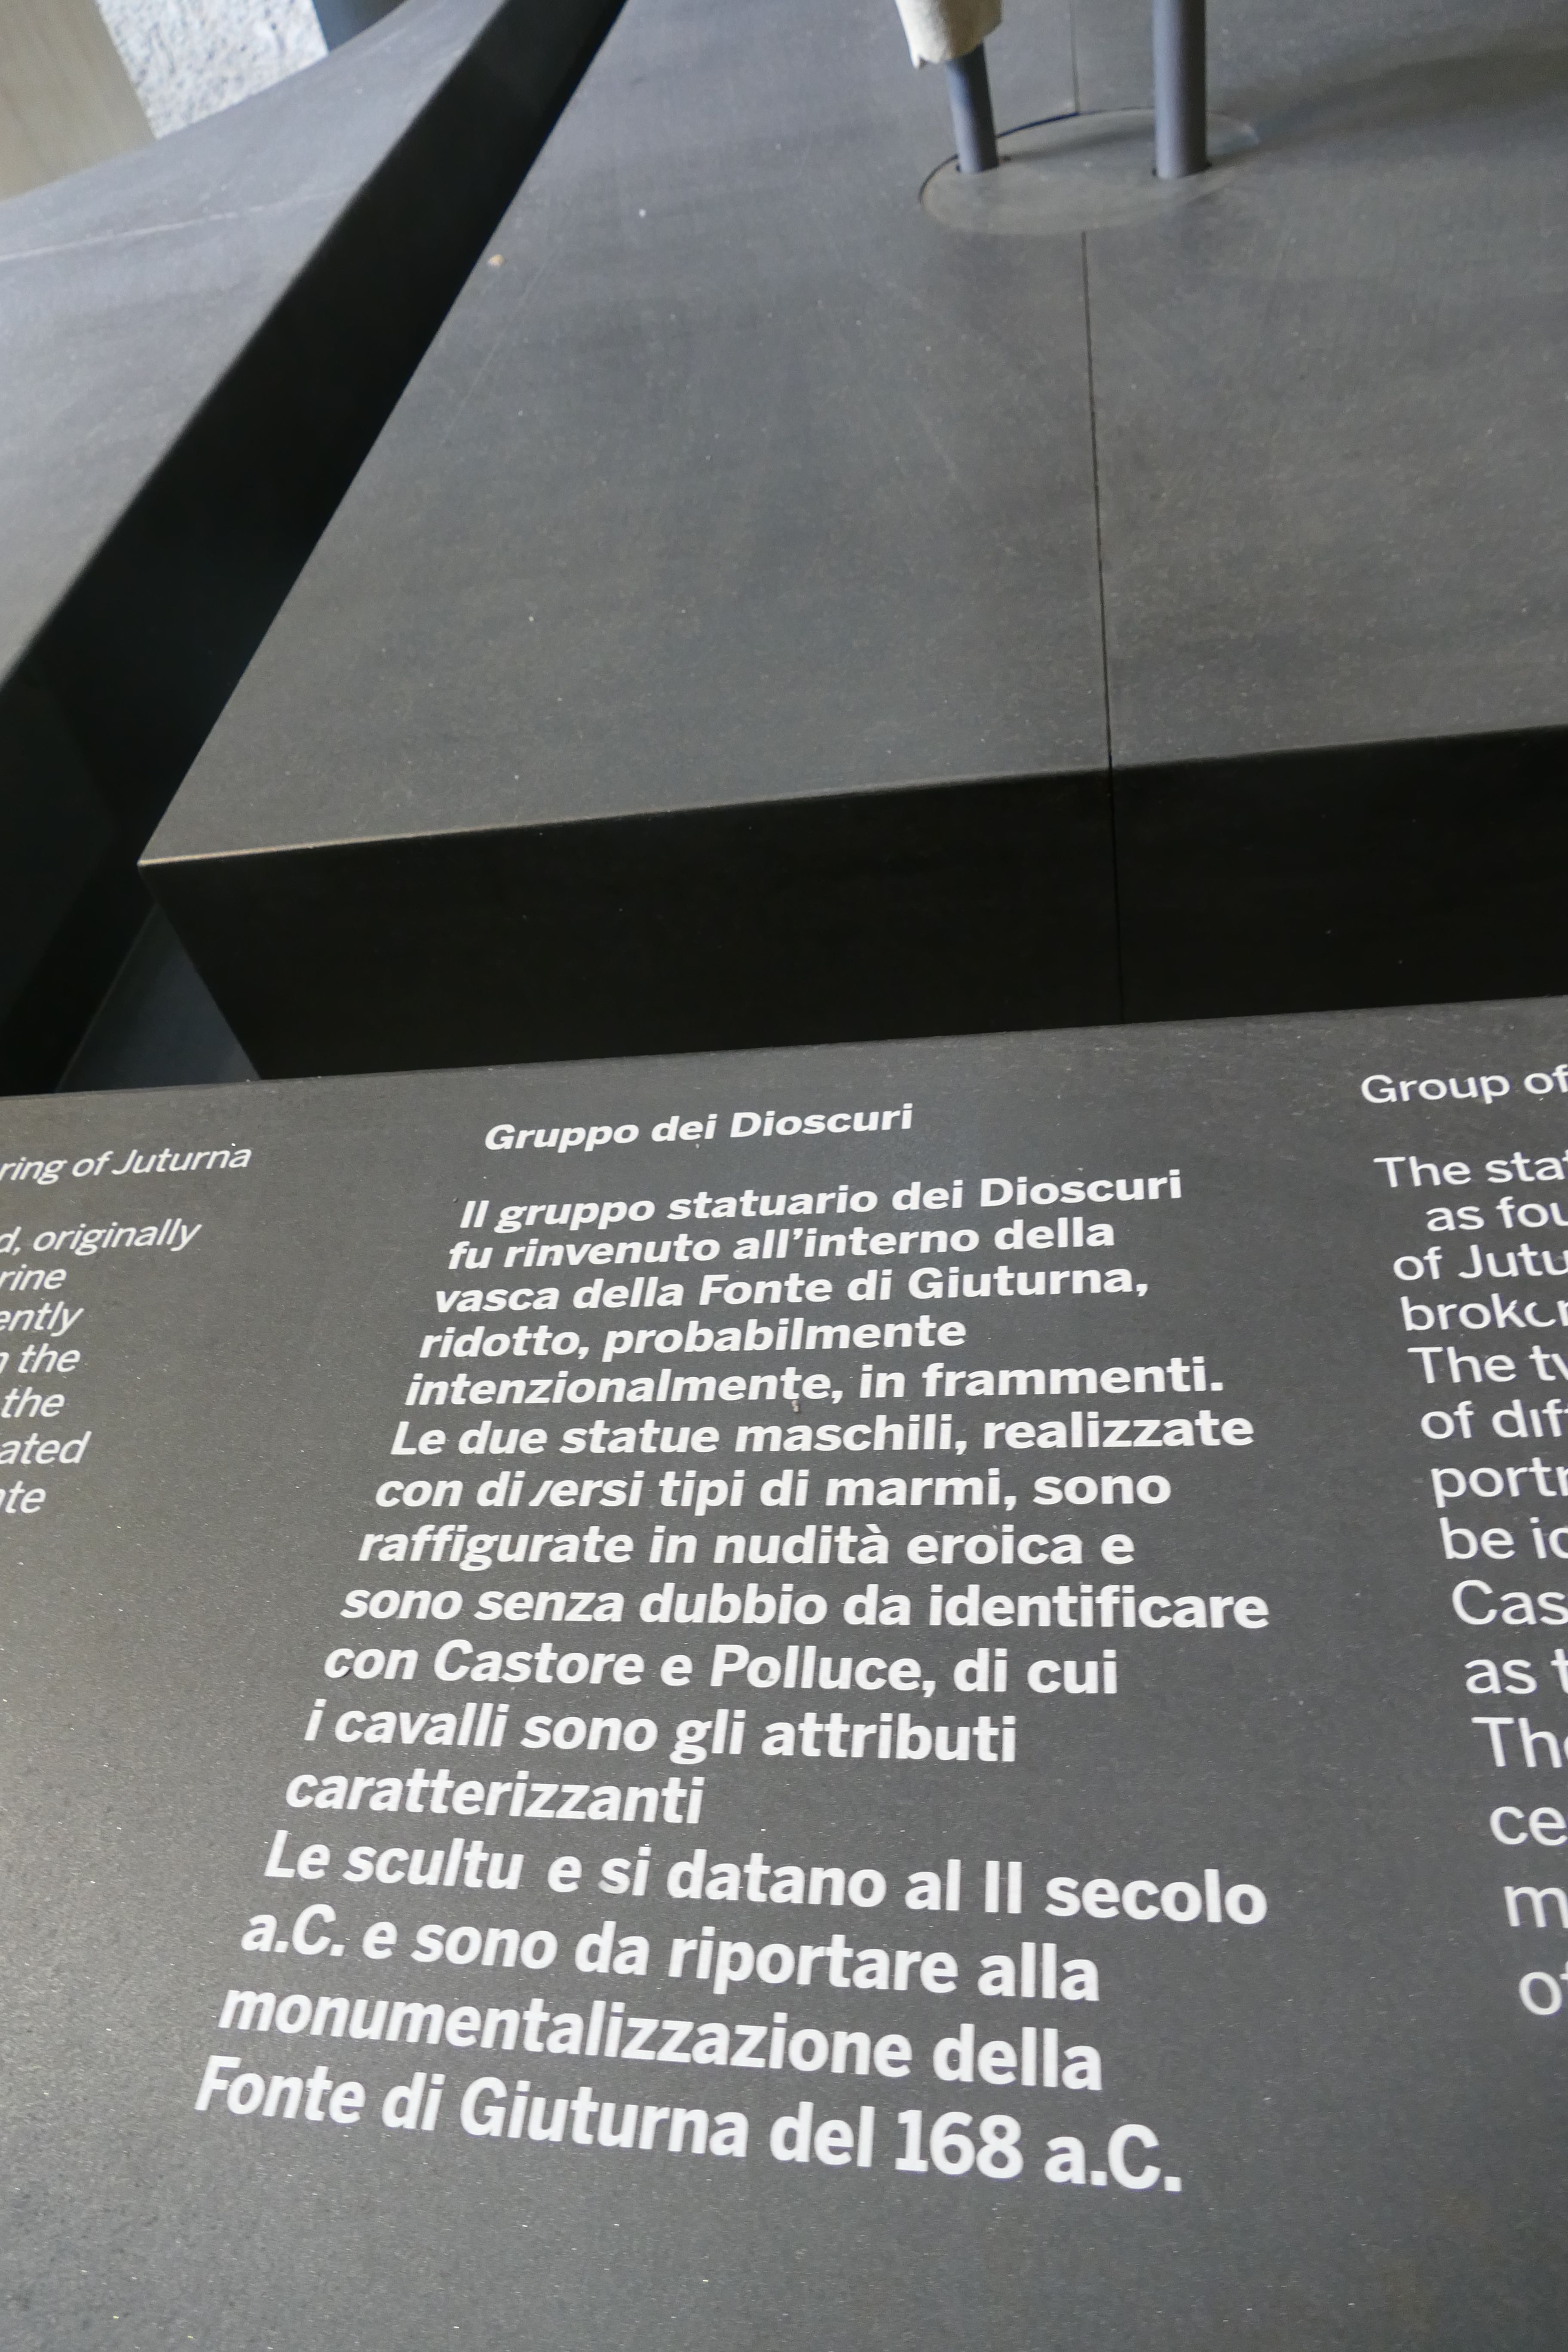 ring of Juturna
originally
rine
ently
the
the
ated
Gruppo dei Dioscuri
Il gruppo statuario dei Dioscuri
fu rinvenuto all'interno della
vasca della Fonte di Giuturna,
ridotto, probabilmente
intenzionalmente, in frammenti.
Le due statue maschili, realizzate
con di ersi tipi di marmi, sono
raffigurate in nudità eroica e
sono senza dubbio da identificare
con Castore e Polluce, di cui
i cavalli sono gli attributi
caratterizzanti
Le scultu e si datano al II secolo
a.C. e sono da riportare alla
monumentalizzazione della
Fonte di Giuturna del 168 a.C.
Group of
The stat
as fou
of Jutu
The tw
of diff
portr
be
Cas
as
The
ce
m
of